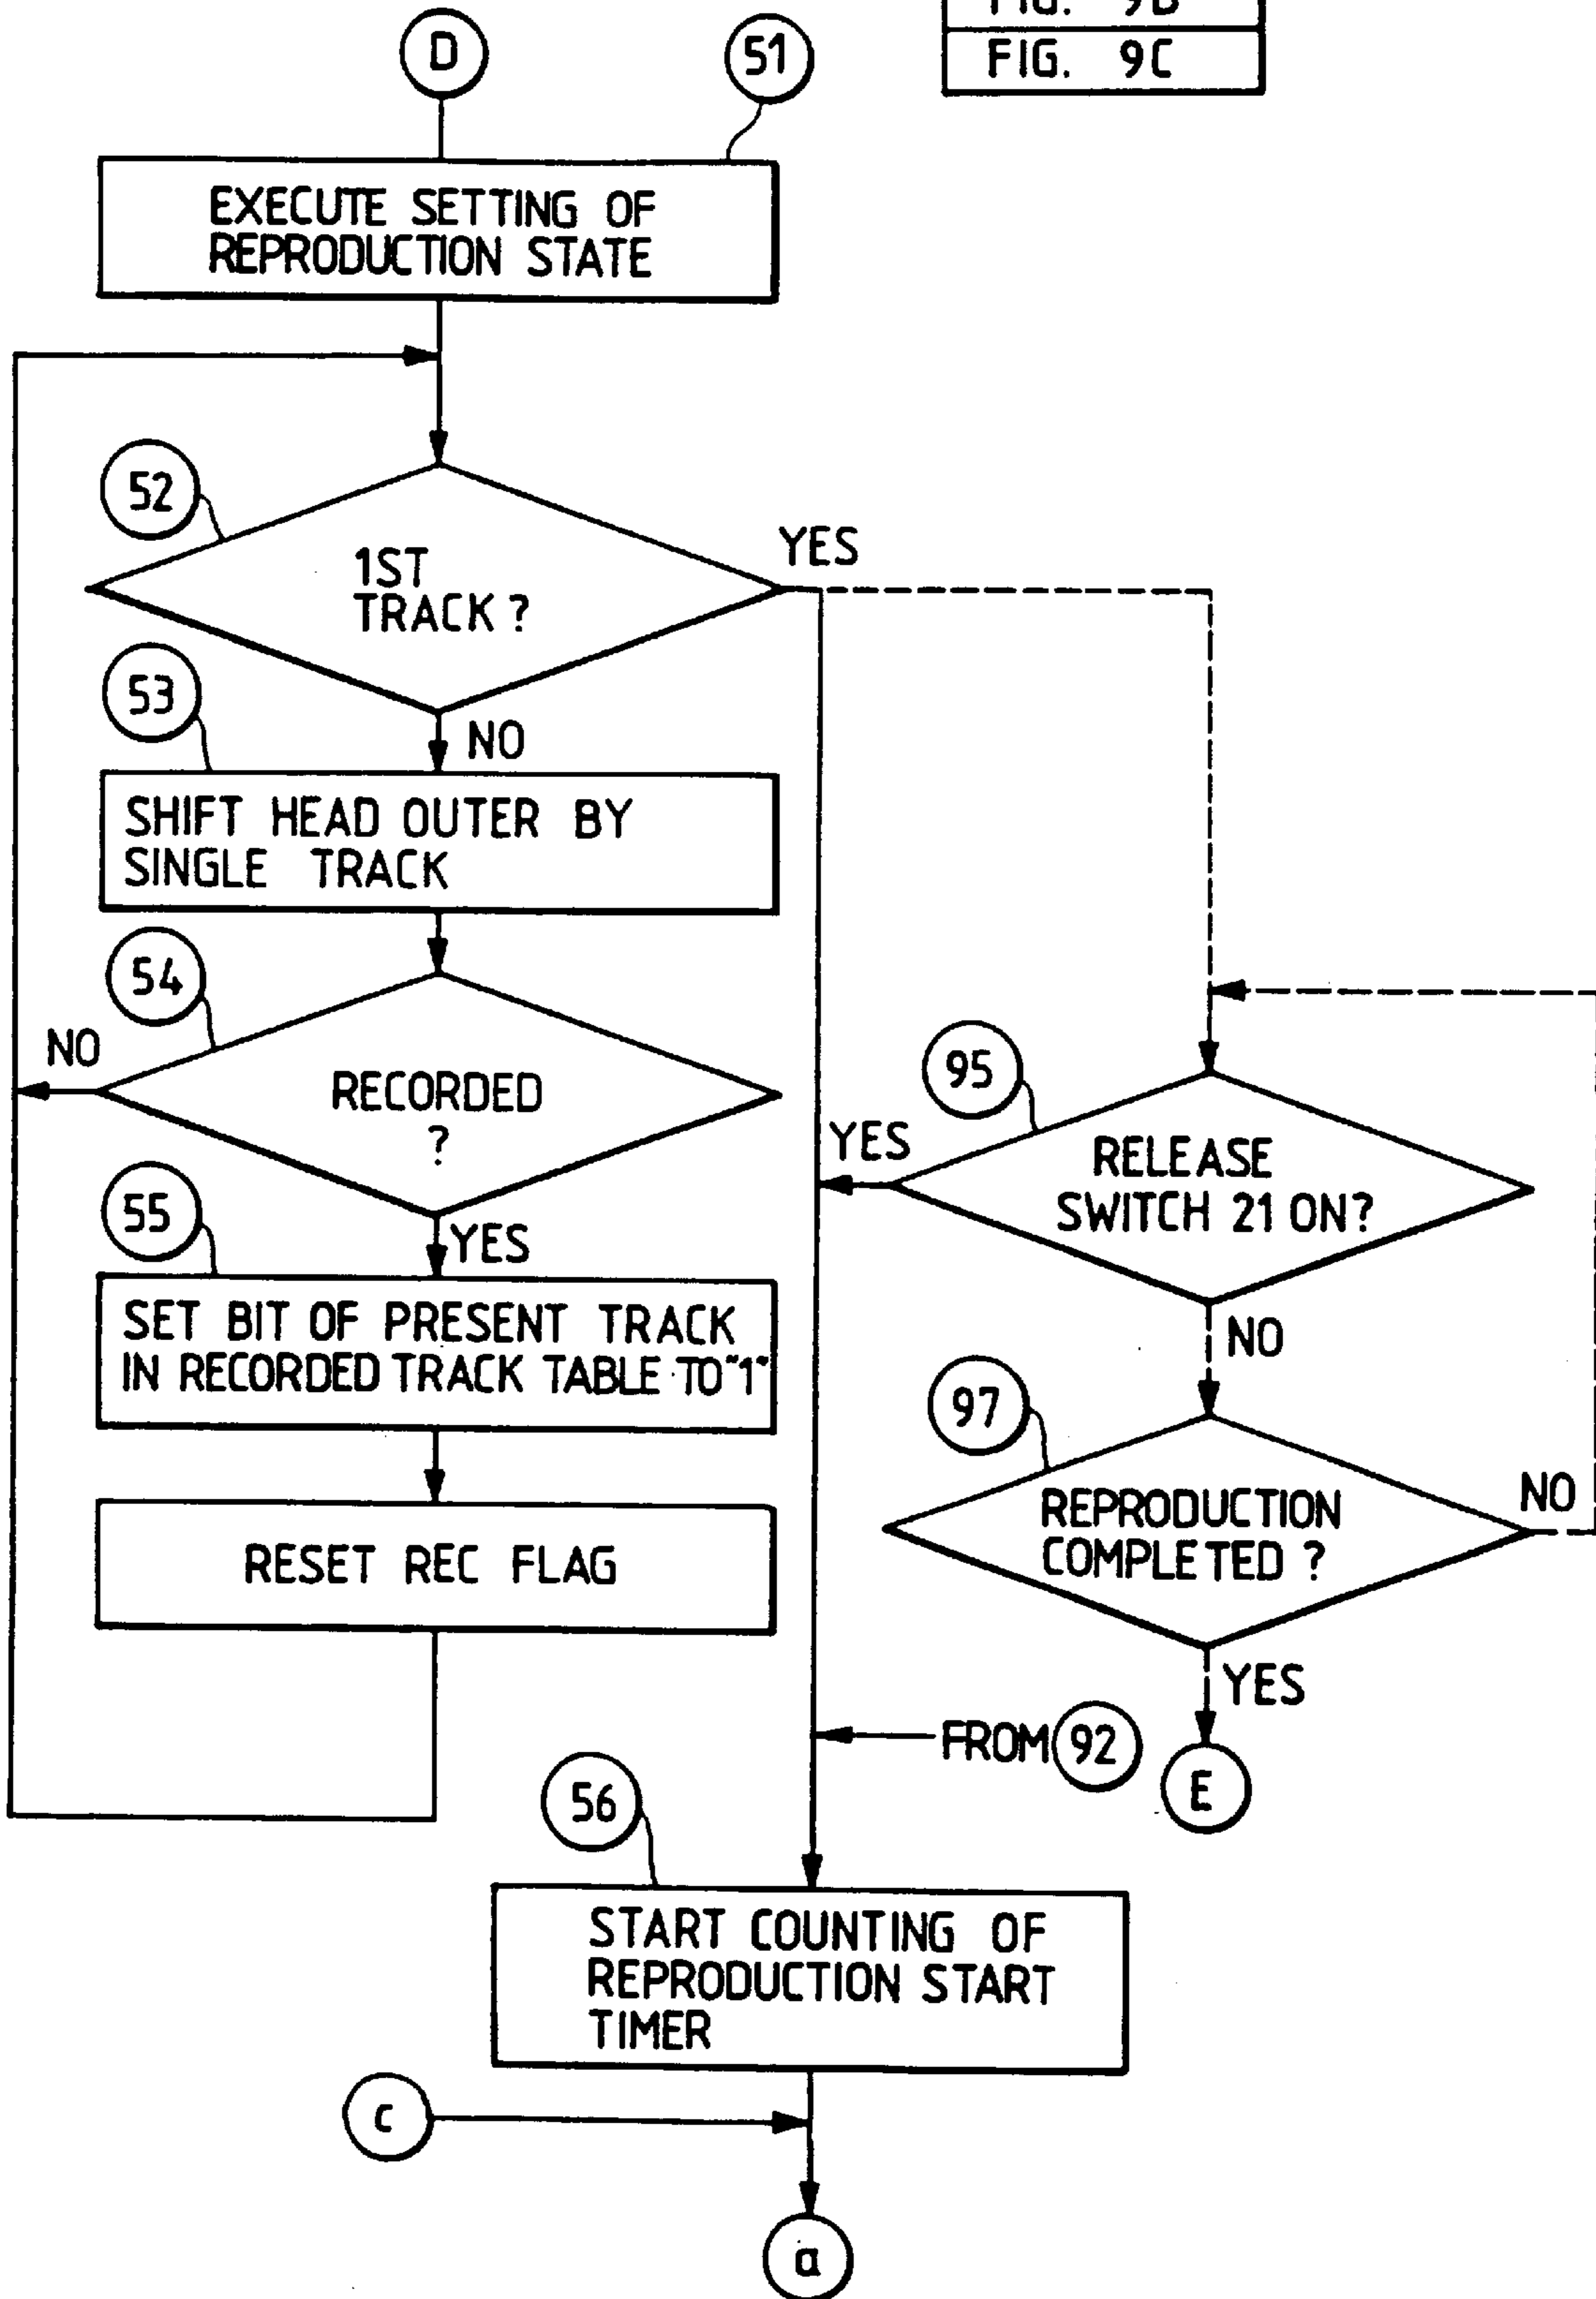 FIG. 9C
D
51
EXECUTE SETTING OF
REPRODUCTION STATE
52
1ST
TRACK ?
YES
53
NO
SHIFT HEAD OUTER BY
SINGLE TRACK
54
NO
RECORDED
?
95
YES
RELEASE
SWITCH 21 ON?
55
YES
SET BIT OF PRESENT TRACK
IN RECORDED TRACK TABLE TO "1"
NO
97
REPRODUCTION
COMPLETED ?
NO
RESET REC FLAG
YES
FROM 92
E
56
START COUNTING OF
REPRODUCTION START
TIMER
C
a